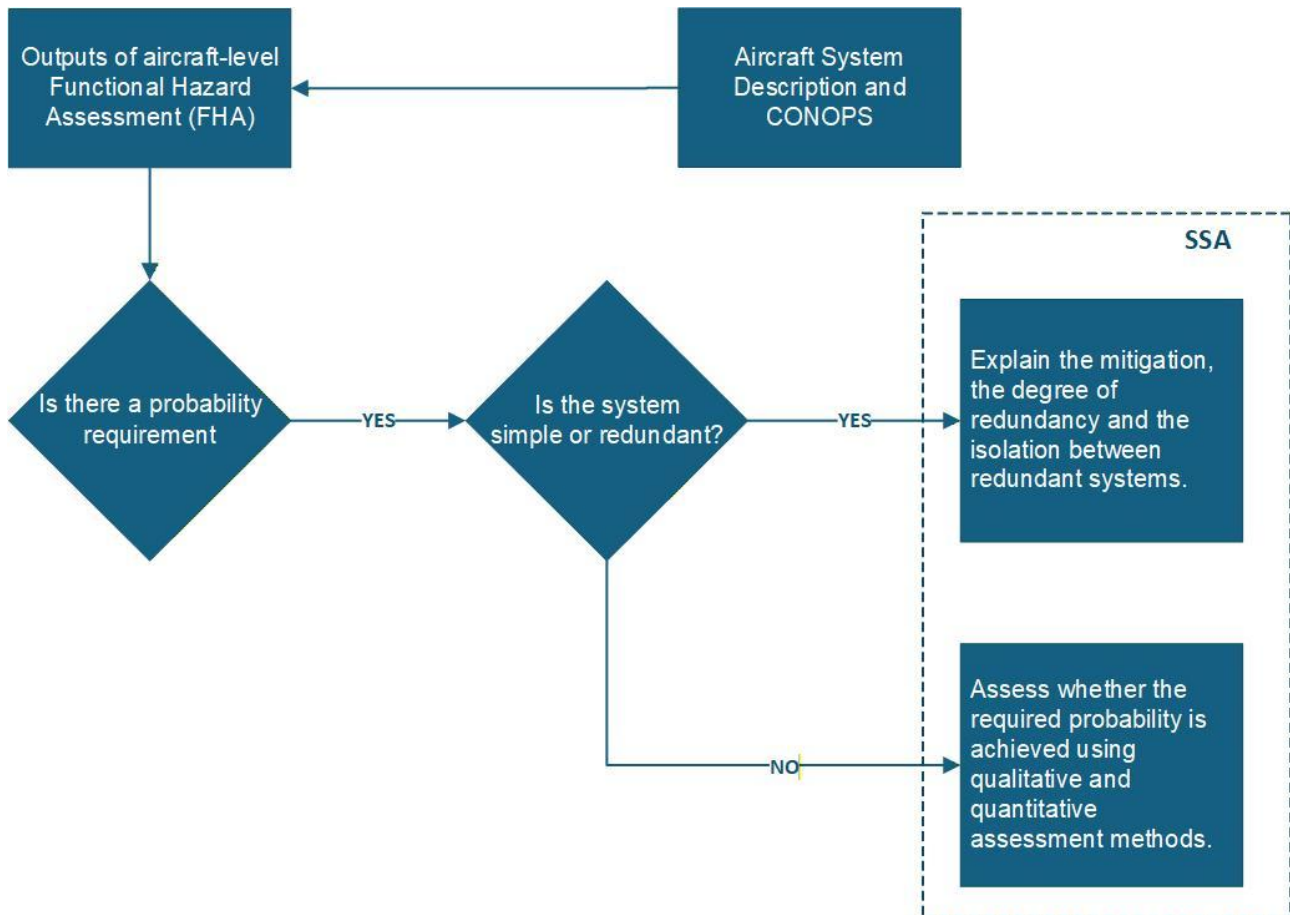 Outputs of aircraft-level
Functional Hazard
Assessment (FHA)
Aircraft System
Description and
CONOPS
SSA
Is there a probability
requirement
YES
Is the system
simple or redundant?
YES
Explain the mitigation,
the degree of
redundancy and the
isolation between
redundant systems.
NO
Assess whether the
required probability is
achieved using
qualitative and
quantitative
assessment methods.